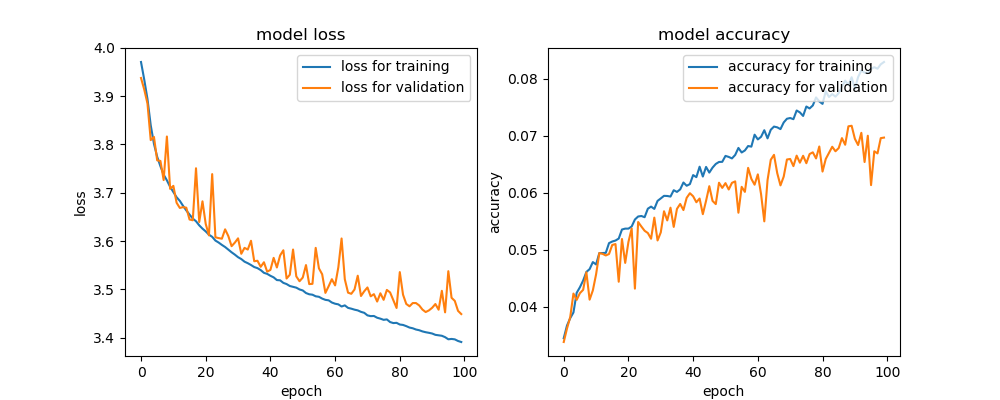 model loss
loss for training
loss for validation
4.0
3.9
3.8
3.7
3.6
3.5
3.4
loss
0
20
40
60
80
100
epoch
model accuracy
accuracy for training
accuracy for validation
0.08
0.07
0.06
0.05
0.04
accuracy
0
20
40
60
80
100
epoch